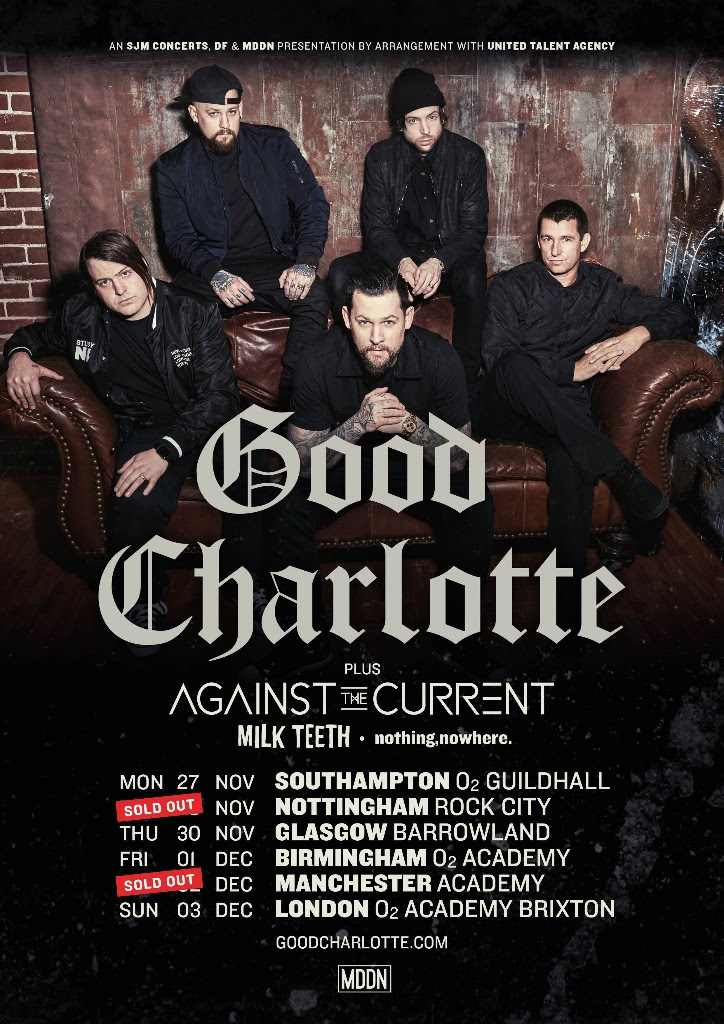 AN SJM CONCERTS, DF & MDDN PRESENTATION BY ARRANGEMENT WITH UNITED TALENT AGENCY
Good
Charlotte
PLUS
AGAINST THE CURRENT
MILK TEETH • nothing,nowhere.
MON 27 NOV SOUTHAMPTON O2 GUILDHALL
SOLD OUT NOV NOTTINGHAM ROCK CITY
THU 30 NOV GLASGOW BARROWLAND
FRI 01 DEC BIRMINGHAM O2 ACADEMY
SOLD OUT DEC MANCHESTER ACADEMY
SUN 03 DEC LONDON O2 ACADEMY BRIXTON
GOODCHARLOTTE.COM
MDDN